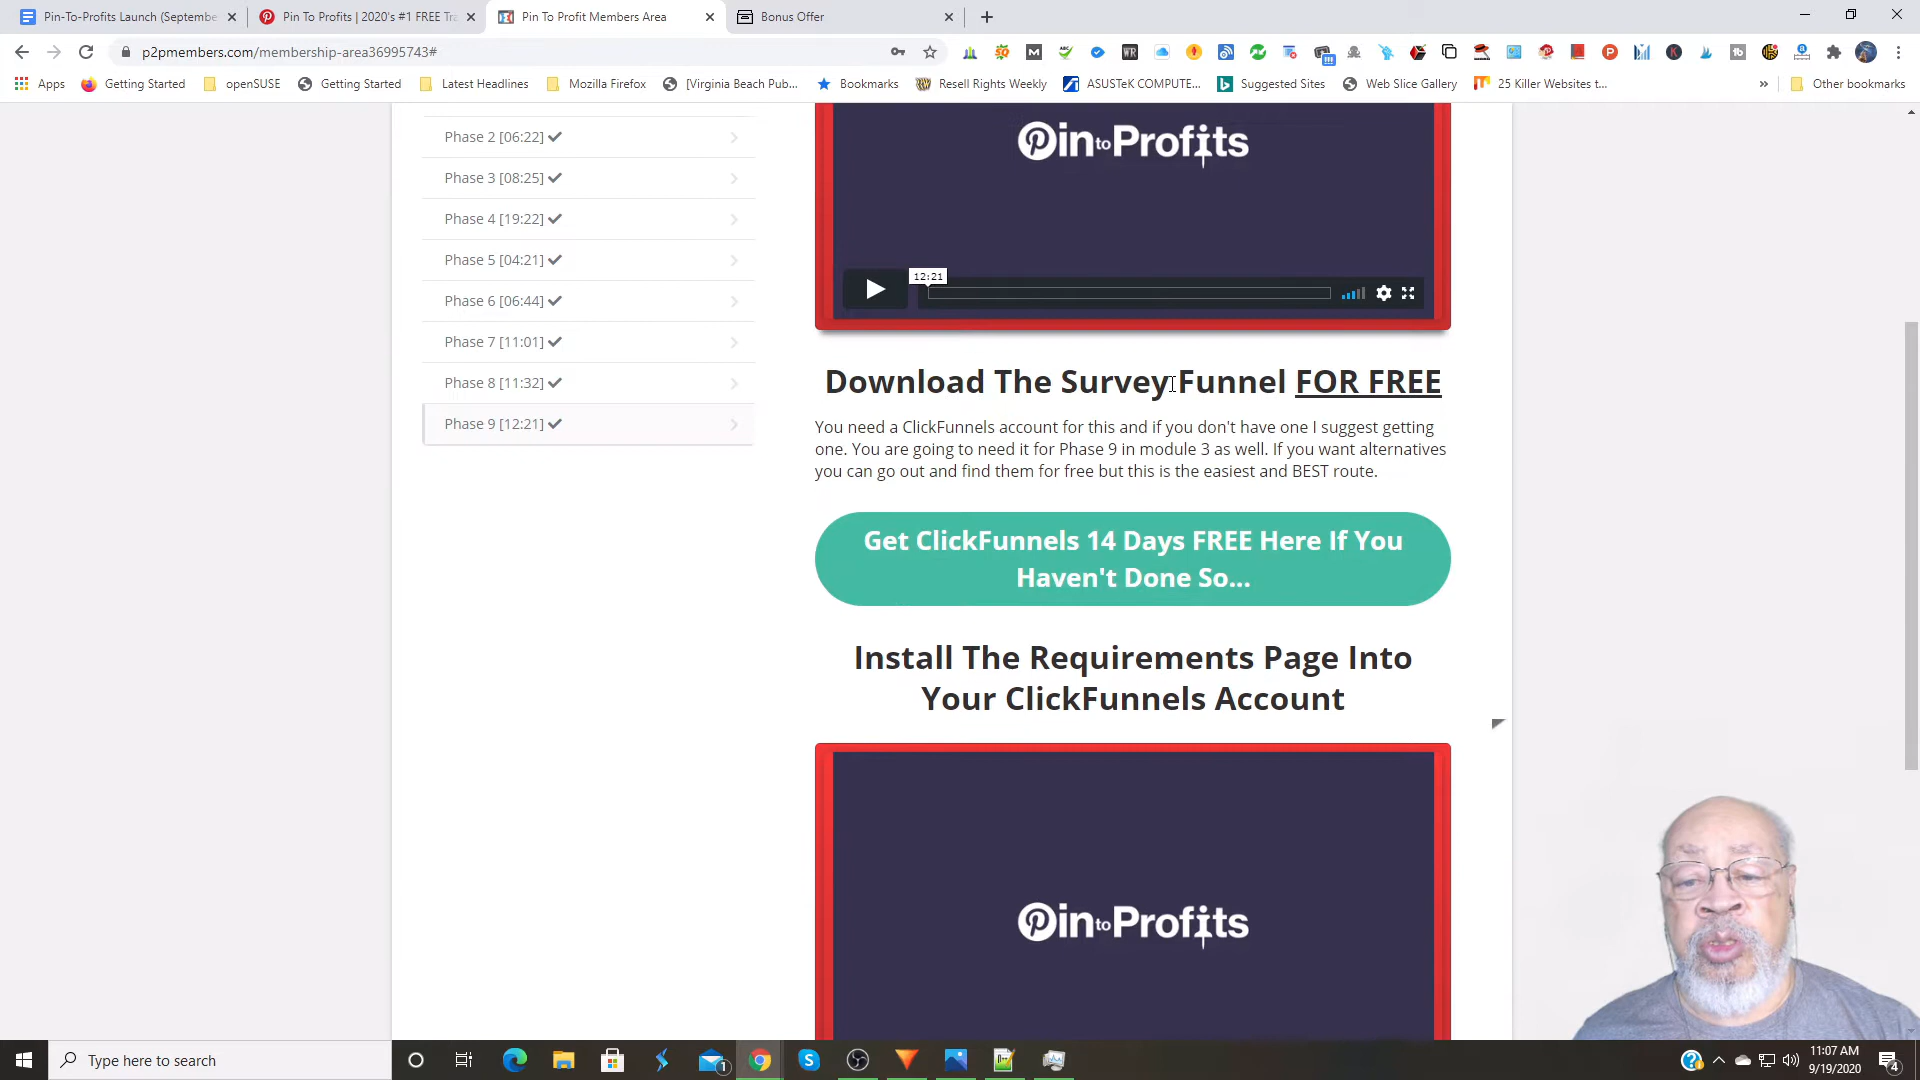 Pin-To-Profits Launch (Septembe
Pin To Profits | 2020's #1 FREE Tra
Pin To Profit Members Area
Bonus Offer
p2pmembers.com/membership-area36995743#
Apps
Getting Started
openSUSE
Getting Started
Latest Headlines
Mozilla Firefox
[Virginia Beach Pub...
Bookmarks
Resell Rights Weekly
ASUSTeK COMPUTE...
Suggested Sites
Web Slice Gallery
25 Killer Websites t...
Other bookmarks
Phase 2 [06:22]
Phase 3 [08:25]
Phase 4 [19:22]
Phase 5 [04:21]
Phase 6 [06:44]
Phase 7 [11:01]
Phase 8 [11:32]
Phase 9 [12:21]
Pin to Profits
12:21
Download The Survey Funnel FOR FREE
You need a ClickFunnels account for this and if you don't have one I suggest getting
one. You are going to need it for Phase 9 in module 3 as well. If you want alternatives
you can go out and find them for free but this is the easiest and BEST route.
Get ClickFunnels 14 Days FREE Here If You
Haven't Done So...
Install The Requirements Page Into
Your ClickFunnels Account
Pin to Profits
Type here to search
11:07 AM
9/19/2020